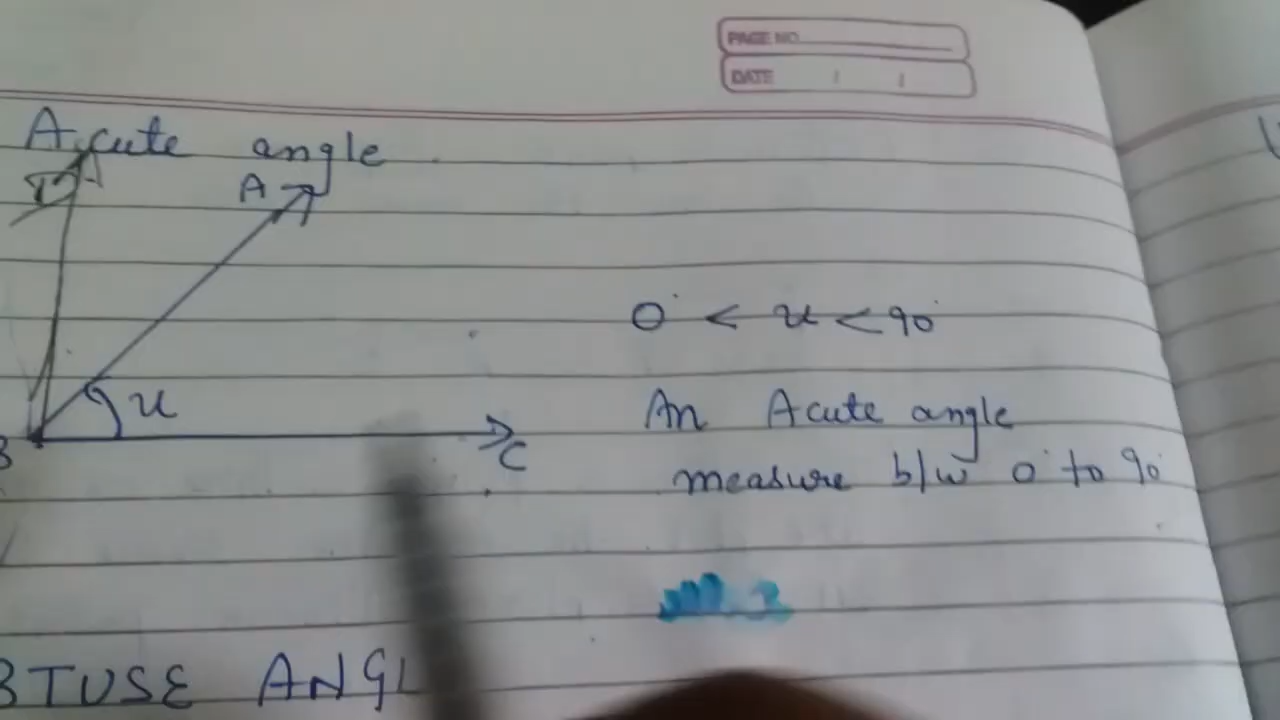 PAGE NO.
DATE / /
Acute angle
D
A
0° < x < 90°
x
An Acute angle
B
C
measure b/w 0° to 90°
BTUSE ANGL